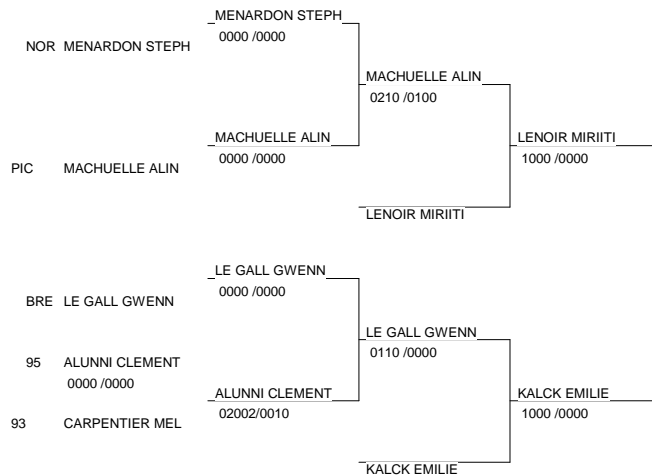 MENARDON STEPH
NOR MENARDON STEPH
0000 /0000
MACHUELLE ALIN
0210 /0100
MACHUELLE ALIN
LENOIR MIRIITI
0000 /0000
1000 /0000
PIC MACHUELLE ALIN
LENOIR MIRIITI
LE GALL GWENN
BRE LE GALL GWENN
0000 /0000
LE GALL GWENN
0110 /0000
95 ALUNNI CLEMENT
0000 /0000
ALUNNI CLEMENT
KALCK EMILIE
02002/0010
1000 /0000
93 CARPENTIER MEL
KALCK EMILIE